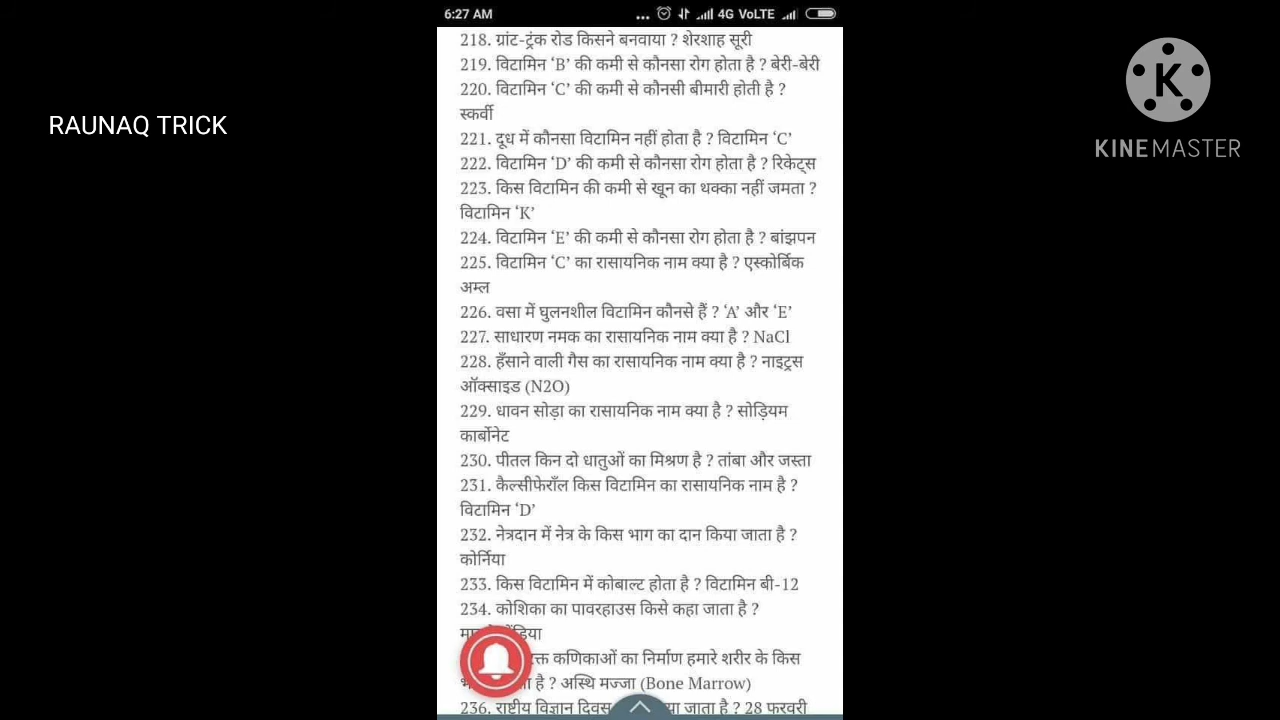 6:27 AM
... 4G VoLTE
RAUNAQ TRICK
K
KINEMASTER
218. ग्रांट-ट्रंक रोड किसने बनवाया ? शेरशाह सूरी
219. विटामिन ‘B’ की कमी से कौनसा रोग होता है ? बेरी-बेरी
220. विटामिन ‘C’ की कमी से कौनसी बीमारी होती है ?
स्कर्वी
221. दूध में कौनसा विटामिन नहीं होता है ? विटामिन ‘C’
222. विटामिन ‘D’ की कमी से कौनसा रोग होता है ? रिकेट्स
223. किस विटामिन की कमी से खून का थक्का नहीं जमता ?
विटामिन ‘K’
224. विटामिन ‘E’ की कमी से कौनसा रोग होता है ? बांझपन
225. विटामिन ‘C’ का रासायनिक नाम क्या है ? एस्कोर्बिक
अम्ल
226. वसा में घुलनशील विटामिन कौनसे हैं ? ‘A’ और ‘E’
227. साधारण नमक का रासायनिक नाम क्या है ? NaCl
228. हँसाने वाली गैस का रासायनिक नाम क्या है ? नाइट्रस
ऑक्साइड (N2O)
229. धावन सोड़ा का रासायनिक नाम क्या है ? सोड़ियम
कार्बोनेट
230. पीतल किन दो धातुओं का मिश्रण है ? तांबा और जस्ता
231. कैल्सीफेरॉल किस विटामिन का रासायनिक नाम है ?
विटामिन ‘D’
232. नेत्रदान में नेत्र के किस भाग का दान किया जाता है ?
कोर्निया
233. किस विटामिन में कोबाल्ट होता है ? विटामिन बी-12
234. कोशिका का पावरहाउस किसे कहा जाता है ?
कणिकाओं का निर्माण हमारे शरीर के किस
है ? अस्थि मज्जा (Bone Marrow)
236. राष्टीय विज्ञान दिवस जाता है ? 28 फरवरी